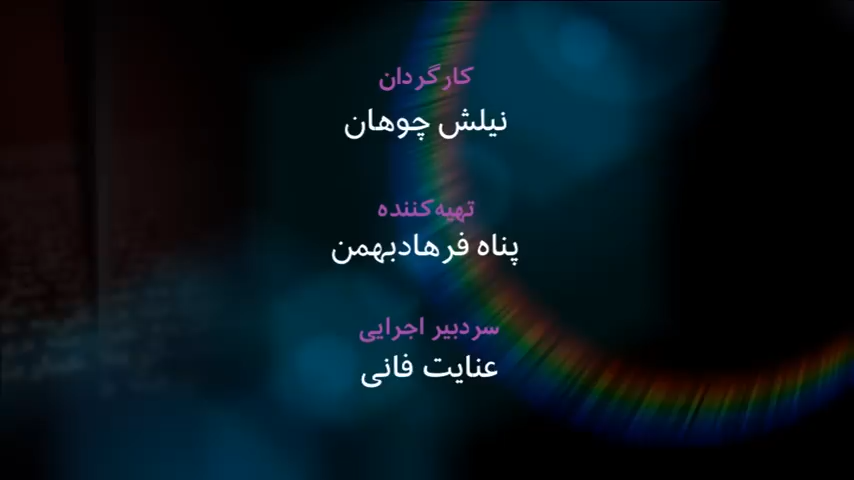 کارگردان
نیلش چوهان
تهیه‌کننده
پناه فرهادبهمن
سردبیر اجرایی
عنایت فانی